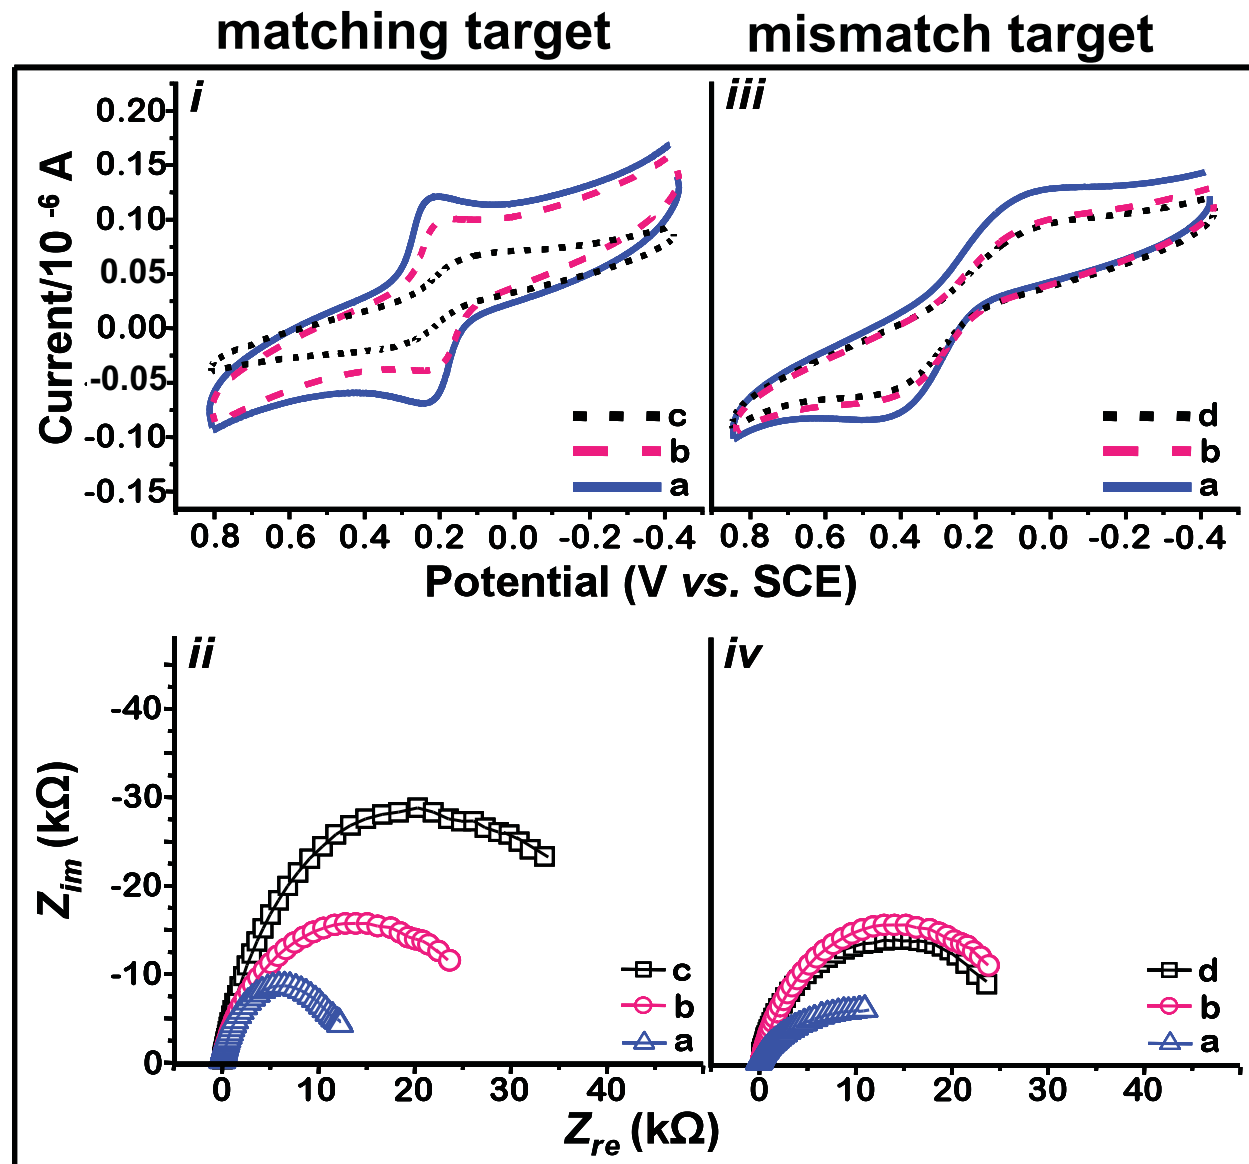 matching target
mismatch target
i
iii
Current/10 -6 A
0.20
0.15
0.10
0.05
0.00
-0.05
-0.10
-0.15
c
b
a
d
b
a
0.8 0.6 0.4 0.2 0.0 -0.2 -0.4
0.8 0.6 0.4 0.2 0.0 -0.2 -0.4
Potential (V vs. SCE)
ii
iv
Zim (kΩ)
-40
-30
-20
-10
0
c
b
a
d
b
a
0 10 20 30 40
0 10 20 30 40
Zre (kΩ)